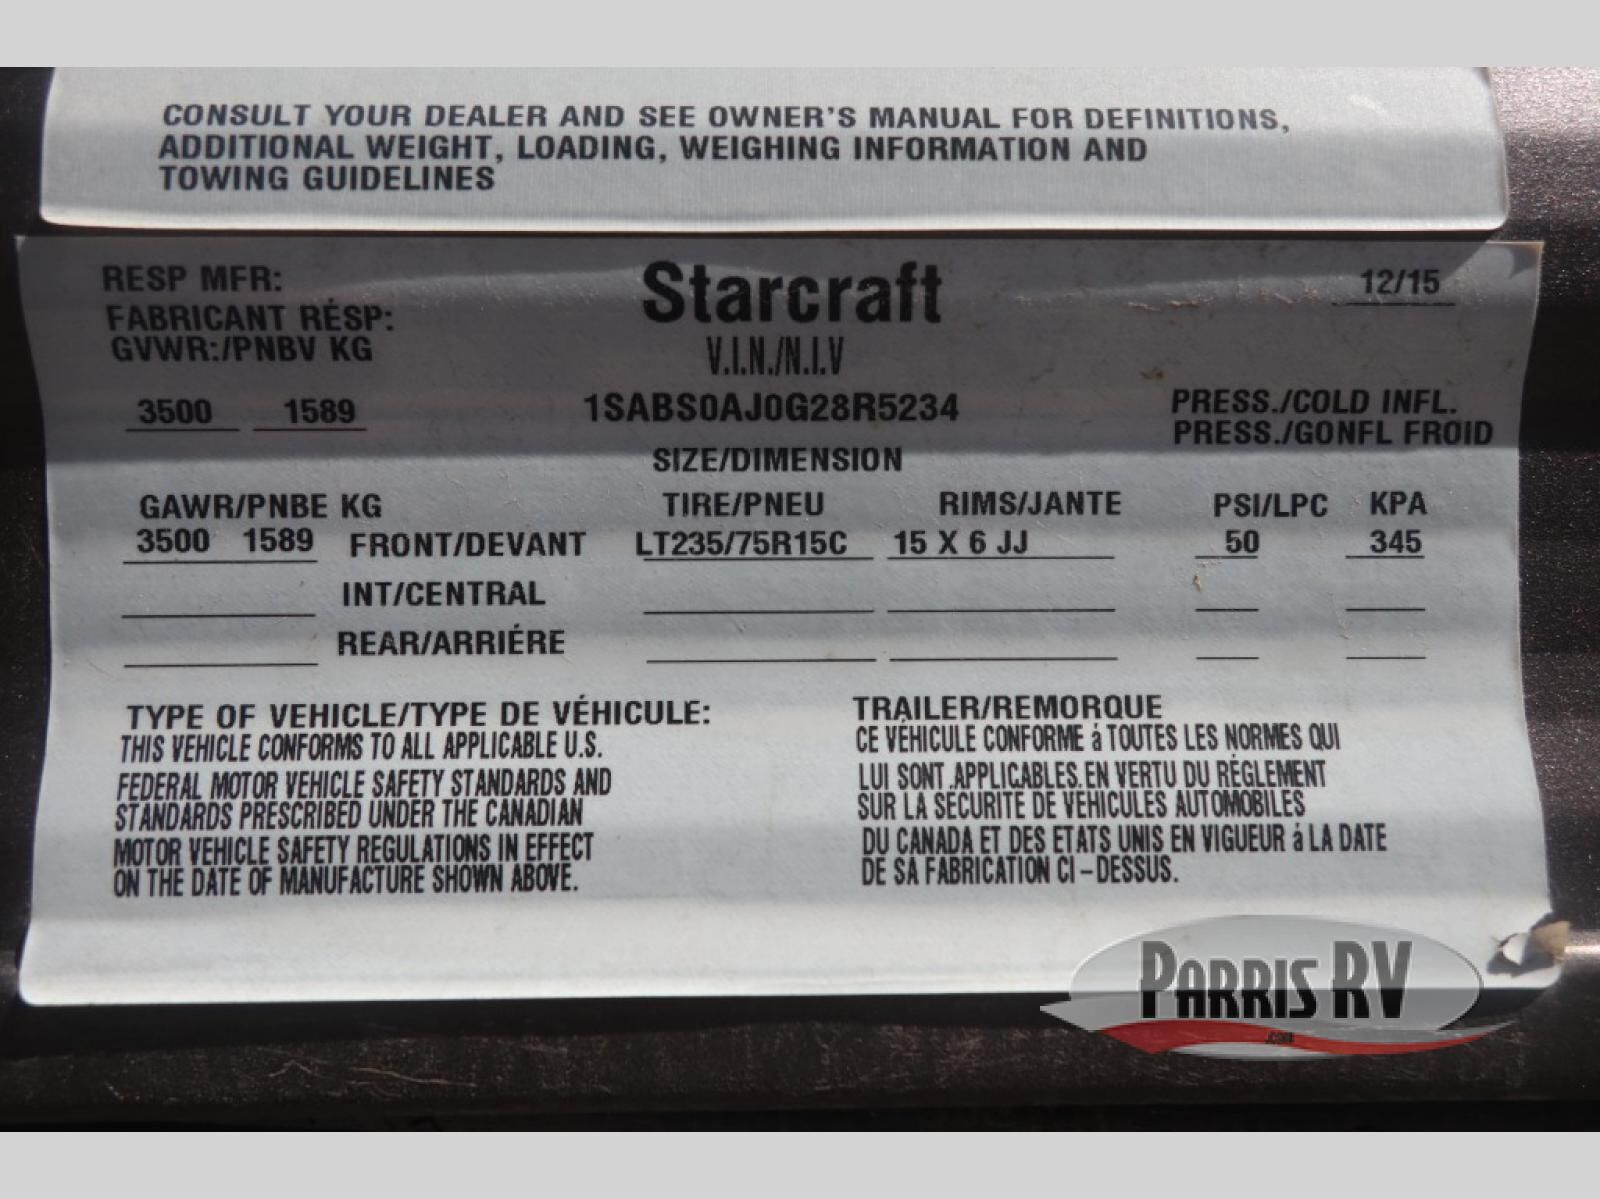 CONSULT YOUR DEALER AND SEE OWNER'S MANUAL FOR DEFINITIONS,
ADDITIONAL WEIGHT, LOADING, WEIGHING INFORMATION AND
TOWING GUIDELINES
RESP MFR: Starcraft 12/15
FABRICANT RÉSP:
GVWR:/PNBV KG V.I.N./N.I.V
3500 1589 1SABS0AJ0G28R5234 PRESS./COLD INFL.
PRESS./GONFL FROID
SIZE/DIMENSION
GAWR/PNBE KG TIRE/PNEU RIMS/JANTE PSI/LPC KPA
3500 1589 FRONT/DEVANT LT235/75R15C 15 X 6 JJ 50 345
INT/CENTRAL
REAR/ARRIÉRE
TYPE OF VEHICLE/TYPE DE VÉHICULE: TRAILER/REMORQUE
THIS VEHICLE CONFORMS TO ALL APPLICABLE U.S.
FEDERAL MOTOR VEHICLE SAFETY STANDARDS AND
STANDARDS PRESCRIBED UNDER THE CANADIAN
MOTOR VEHICLE SAFETY REGULATIONS IN EFFECT
ON THE DATE OF MANUFACTURE SHOWN ABOVE.
CE VÉHICULE CONFORME á TOUTES LES NORMES QUI
LUI SONT APPLICABLES EN VERTU DU RÉGLEMENT
SUR LA SÉCURITÉ DE VÉHICULES AUTOMOBILES
DU CANADA ET DES ETATS UNIS EN VIGUEUR á LA DATE
DE SA FABRICATION CI-DESSUS.
PARRIS RV
.COM